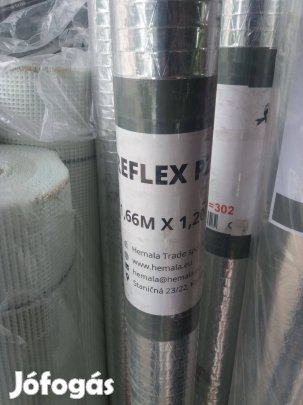 REFLEX
,66M X 1,2
=302
Hemala Trade
www.hemala.eu
hemala@hemala
Staničná 23/22,
Jófogás